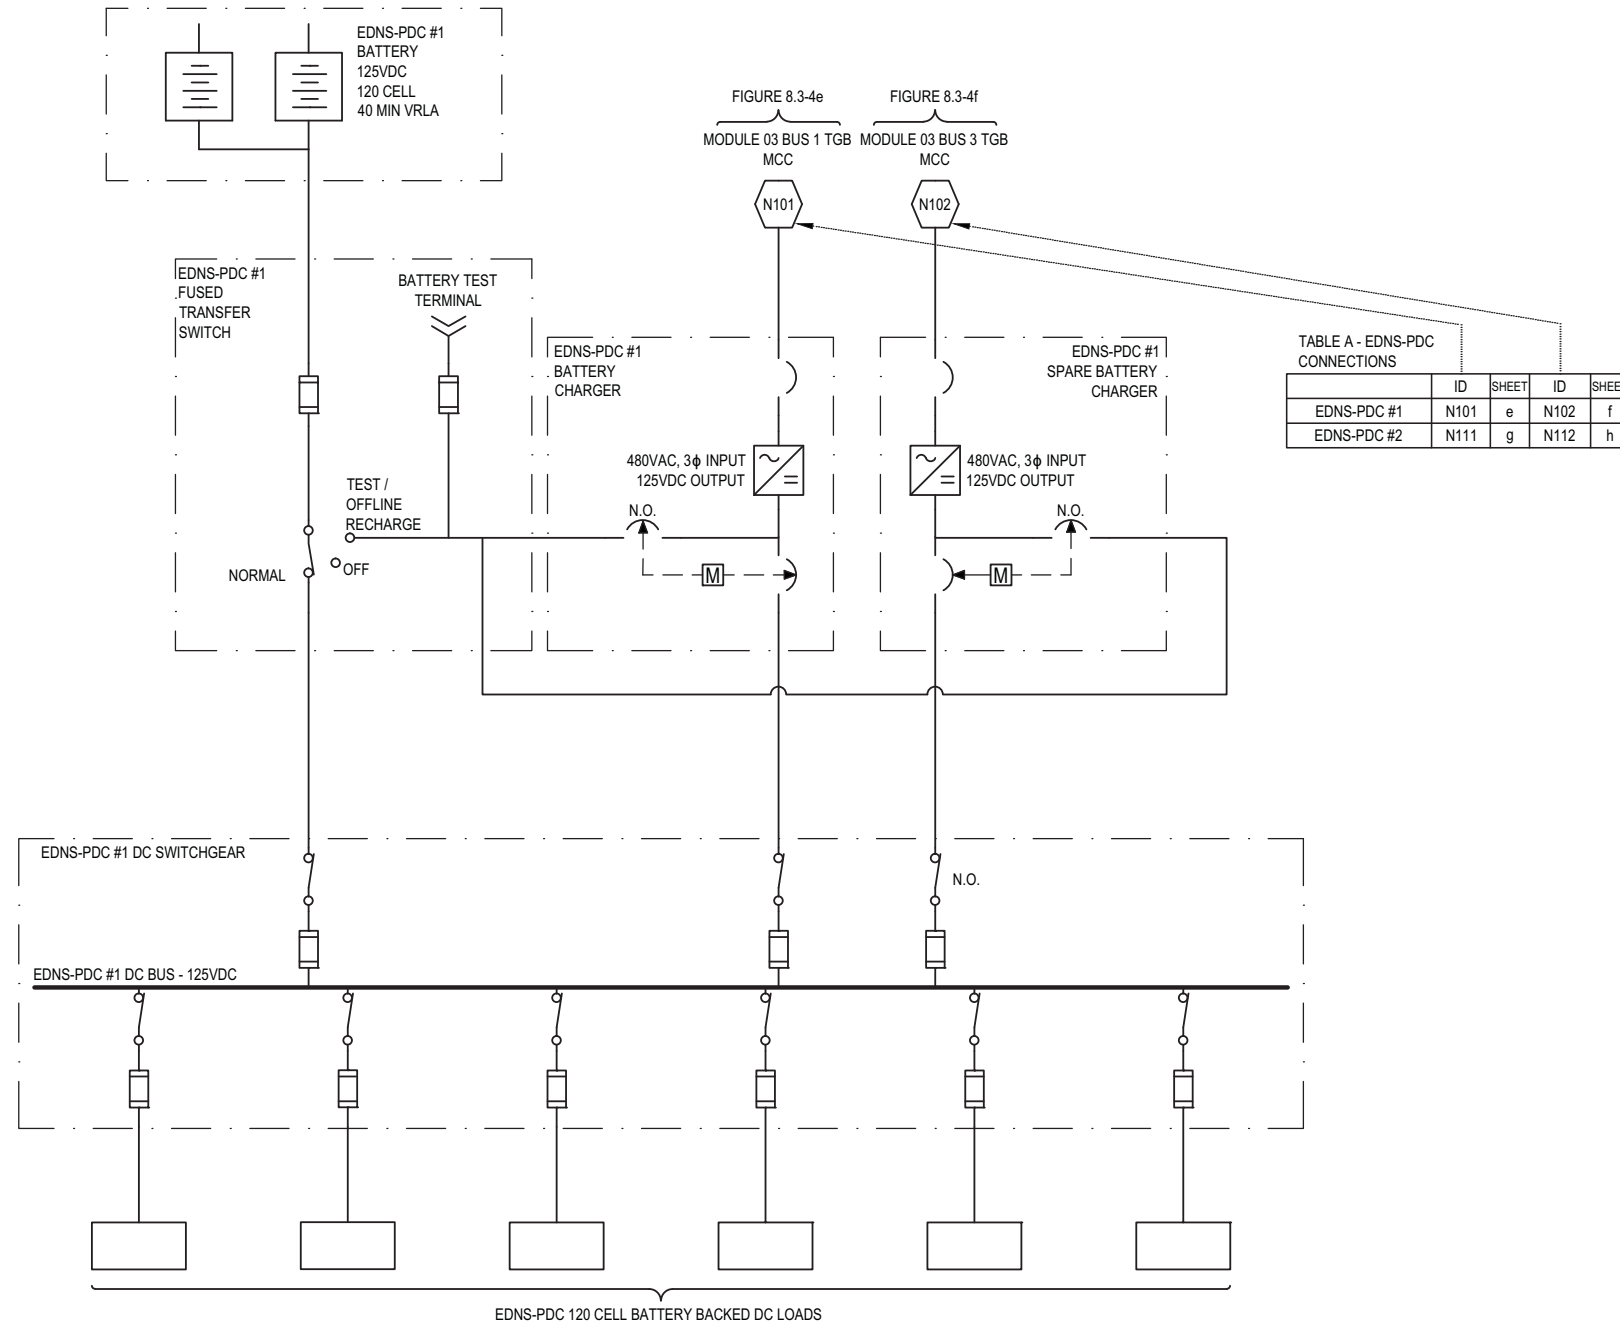 EDNS-PDC #1
BATTERY
125VDC
120 CELL
40 MIN VRLA
FIGURE 8.3-4e
FIGURE 8.3-4f
MODULE 03 BUS 1 TGB
MCC
MODULE 03 BUS 3 TGB
MCC
N101
N102
EDNS-PDC #1
FUSED
TRANSFER
SWITCH
BATTERY TEST
TERMINAL
EDNS-PDC #1
BATTERY
CHARGER
EDNS-PDC #1
SPARE BATTERY
CHARGER
TABLE A - EDNS-PDC
CONNECTIONS
ID SHEET ID SHEE
EDNS-PDC #1 N101 e N102 f
EDNS-PDC #2 N111 g N112 h
480VAC, 3ϕ INPUT
125VDC OUTPUT
480VAC, 3ϕ INPUT
125VDC OUTPUT
TEST /
OFFLINE
RECHARGE
N.O.
N.O.
NORMAL
OFF
M
M
EDNS-PDC #1 DC SWITCHGEAR
N.O.
EDNS-PDC #1 DC BUS - 125VDC
EDNS-PDC 120 CELL BATTERY BACKED DC LOADS